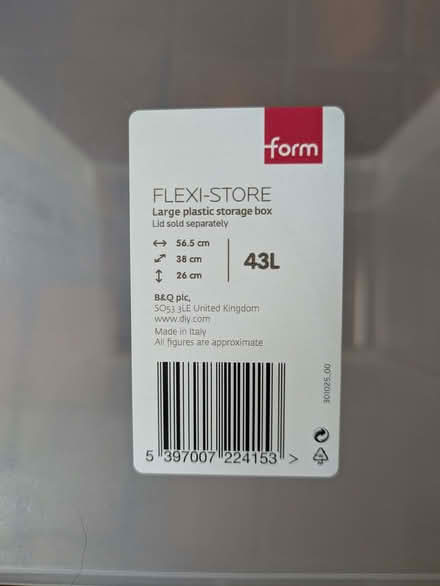 form
FLEXI-STORE
Large plastic storage box
Lid sold separately
56.5 cm
38 cm
26 cm
43L
B&Q plc,
SO53 3LE United Kingdom
www.diy.com
Made in Italy
All figures are approximate
301025_00
5 397007 224153 >